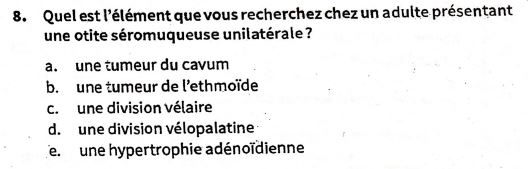 8. Quel est l'élément que vous recherchez chez un adulte présentant
une otite séromuqueuse unilatérale ?
a. une tumeur du cavum
b. une tumeur de l'ethmoïde
c. une division vélaire
d. une division vélopalatine
e. une hypertrophie adénoïdienne